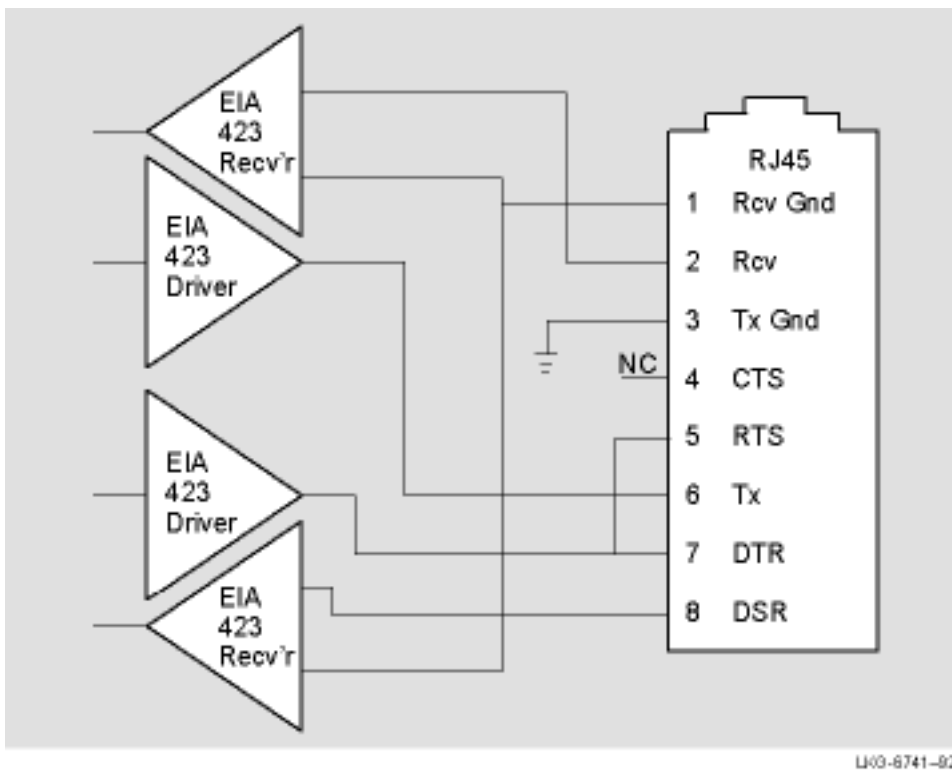 EIA
423
Recv'r
EIA
423
Driver
EIA
423
Driver
EIA
423
Recv'r
RJ45
1 Rcv Gnd
2 Rcv
3 Tx Gnd
NC 4 CTS
5 RTS
6 Tx
7 DTR
8 DSR